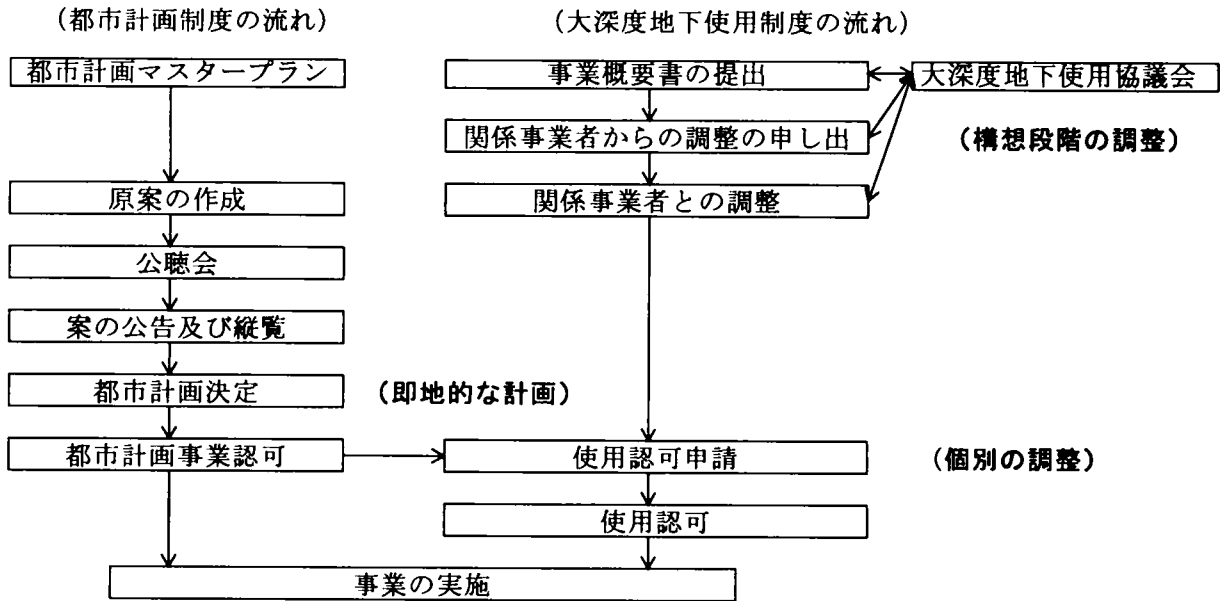 (都市計画制度の流れ)
(大深度地下使用制度の流れ)
都市計画マスタープラン
事業概要書の提出
大深度地下使用協議会
関係事業者からの調整の申し出
(構想段階の調整)
原案の作成
関係事業者との調整
公聴会
案の公告及び縦覧
都市計画決定
(即地的な計画)
都市計画事業認可
使用認可申請
(個別の調整)
使用認可
事業の実施